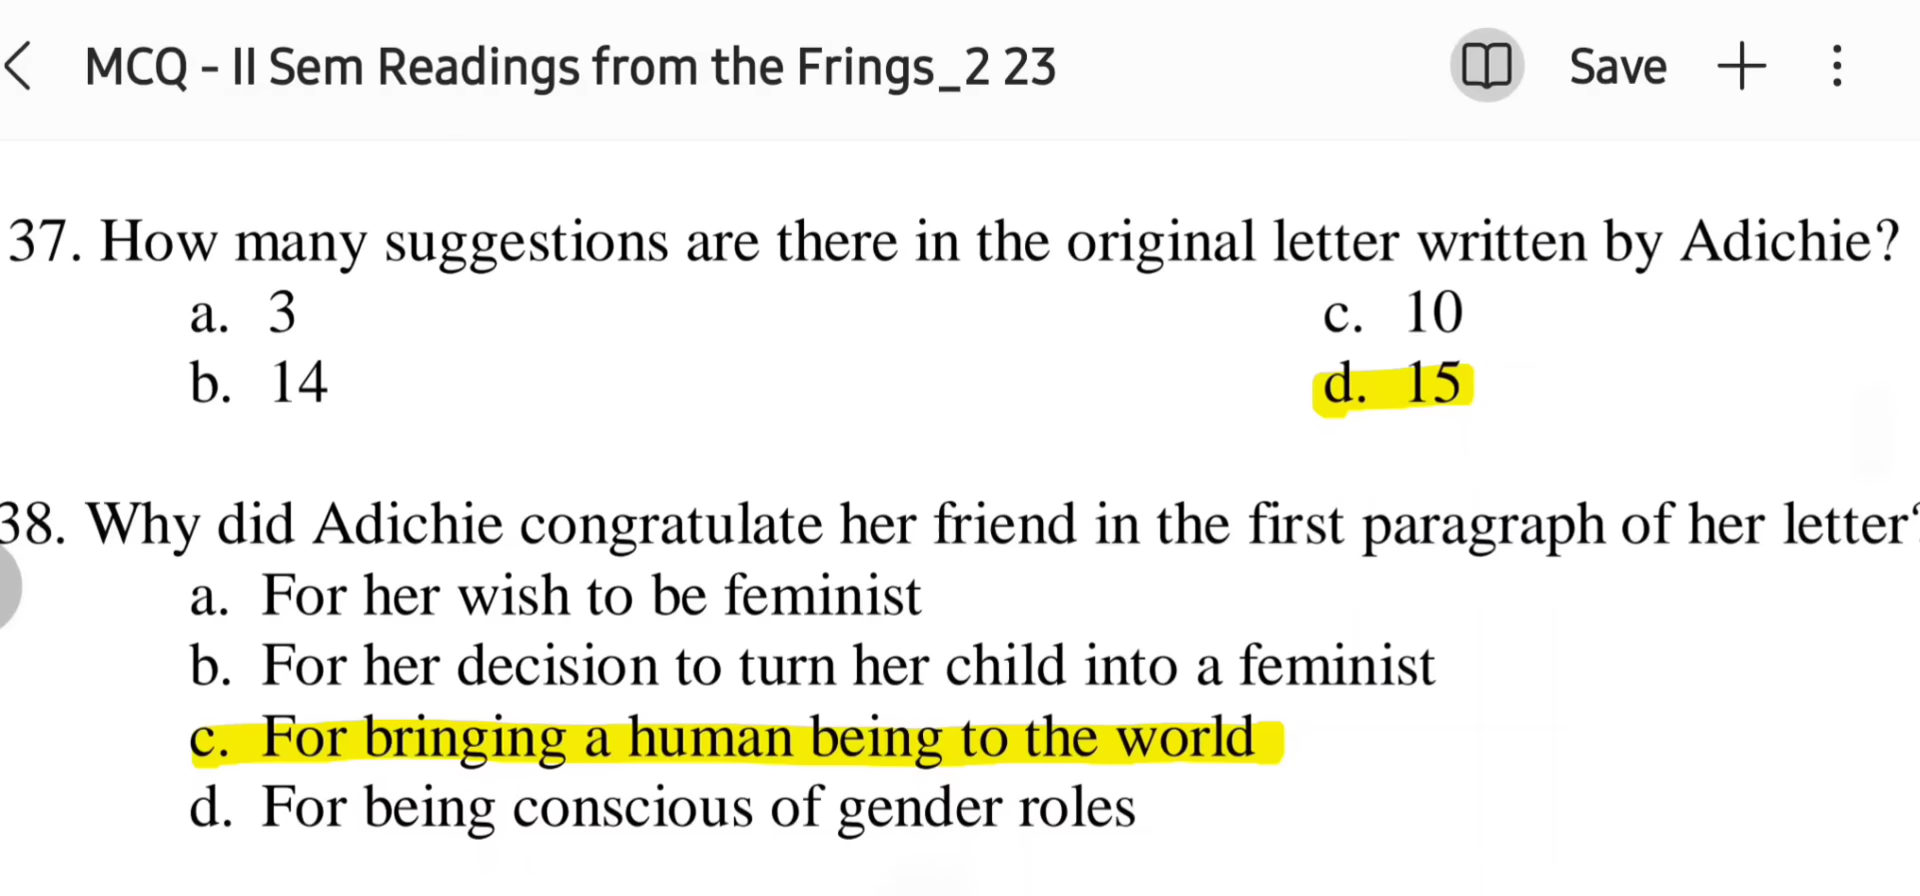 MCQ - II Sem Readings from the Frings_2 23
Save
37. How many suggestions are there in the original letter written by Adichie?
a. 3
c. 10
b. 14
d. 15
38. Why did Adichie congratulate her friend in the first paragraph of her letter?
a. For her wish to be feminist
b. For her decision to turn her child into a feminist
c. For bringing a human being to the world
d. For being conscious of gender roles